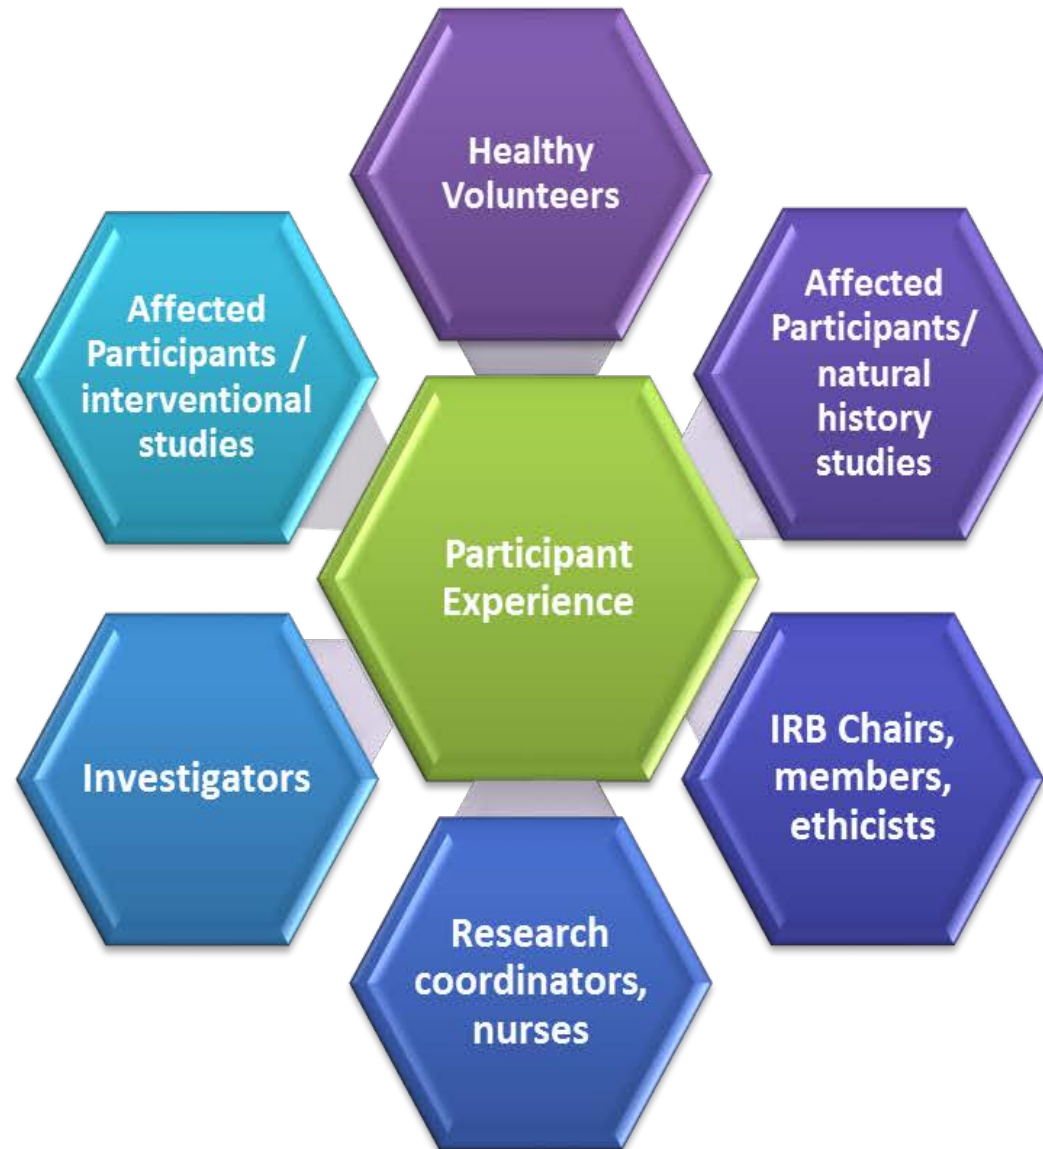 Healthy
Volunteers
Affected
Participants/
natural
history
studies
IRB Chairs,
members,
ethicists
Research
coordinators,
nurses
Investigators
Affected
Participants /
interventional
studies
Participant
Experience